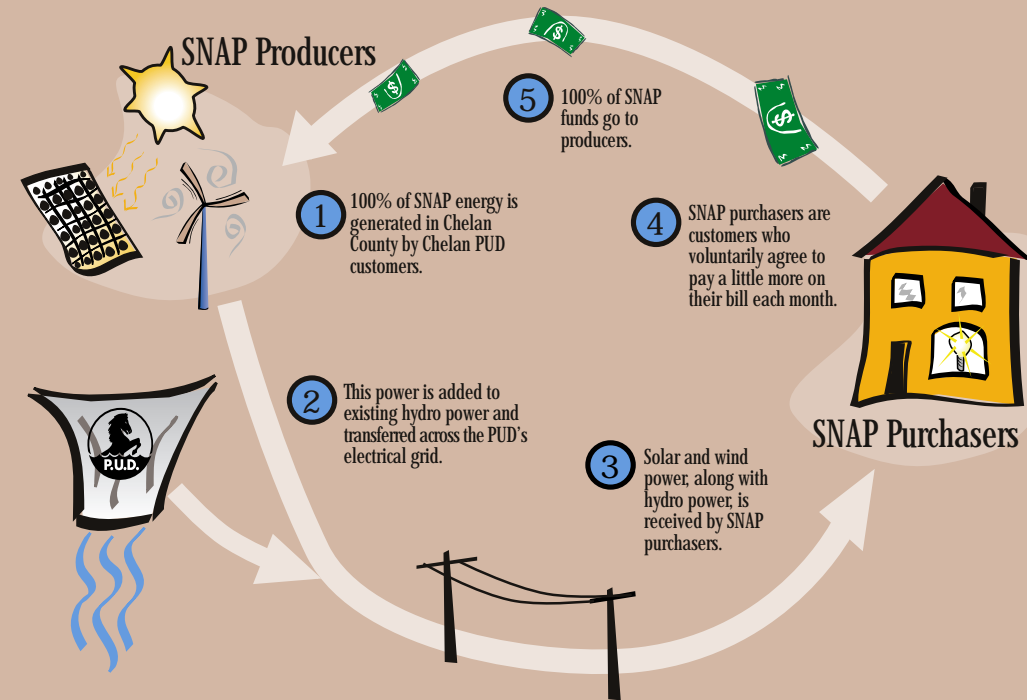 SNAP Producers
1
100% of SNAP energy is
generated in Chelan
County by Chelan PUD
customers.
2
This power is added to
existing hydro power and
transferred across the PUD's
electrical grid.
P.U.D.
3
Solar and wind
power, along with
hydro power, is
received by SNAP
purchasers.
4
SNAP purchasers are
customers who
voluntarily agree to
pay a little more on
their bill each month.
SNAP Purchasers
5
100% of SNAP
funds go to
producers.
$
$
$